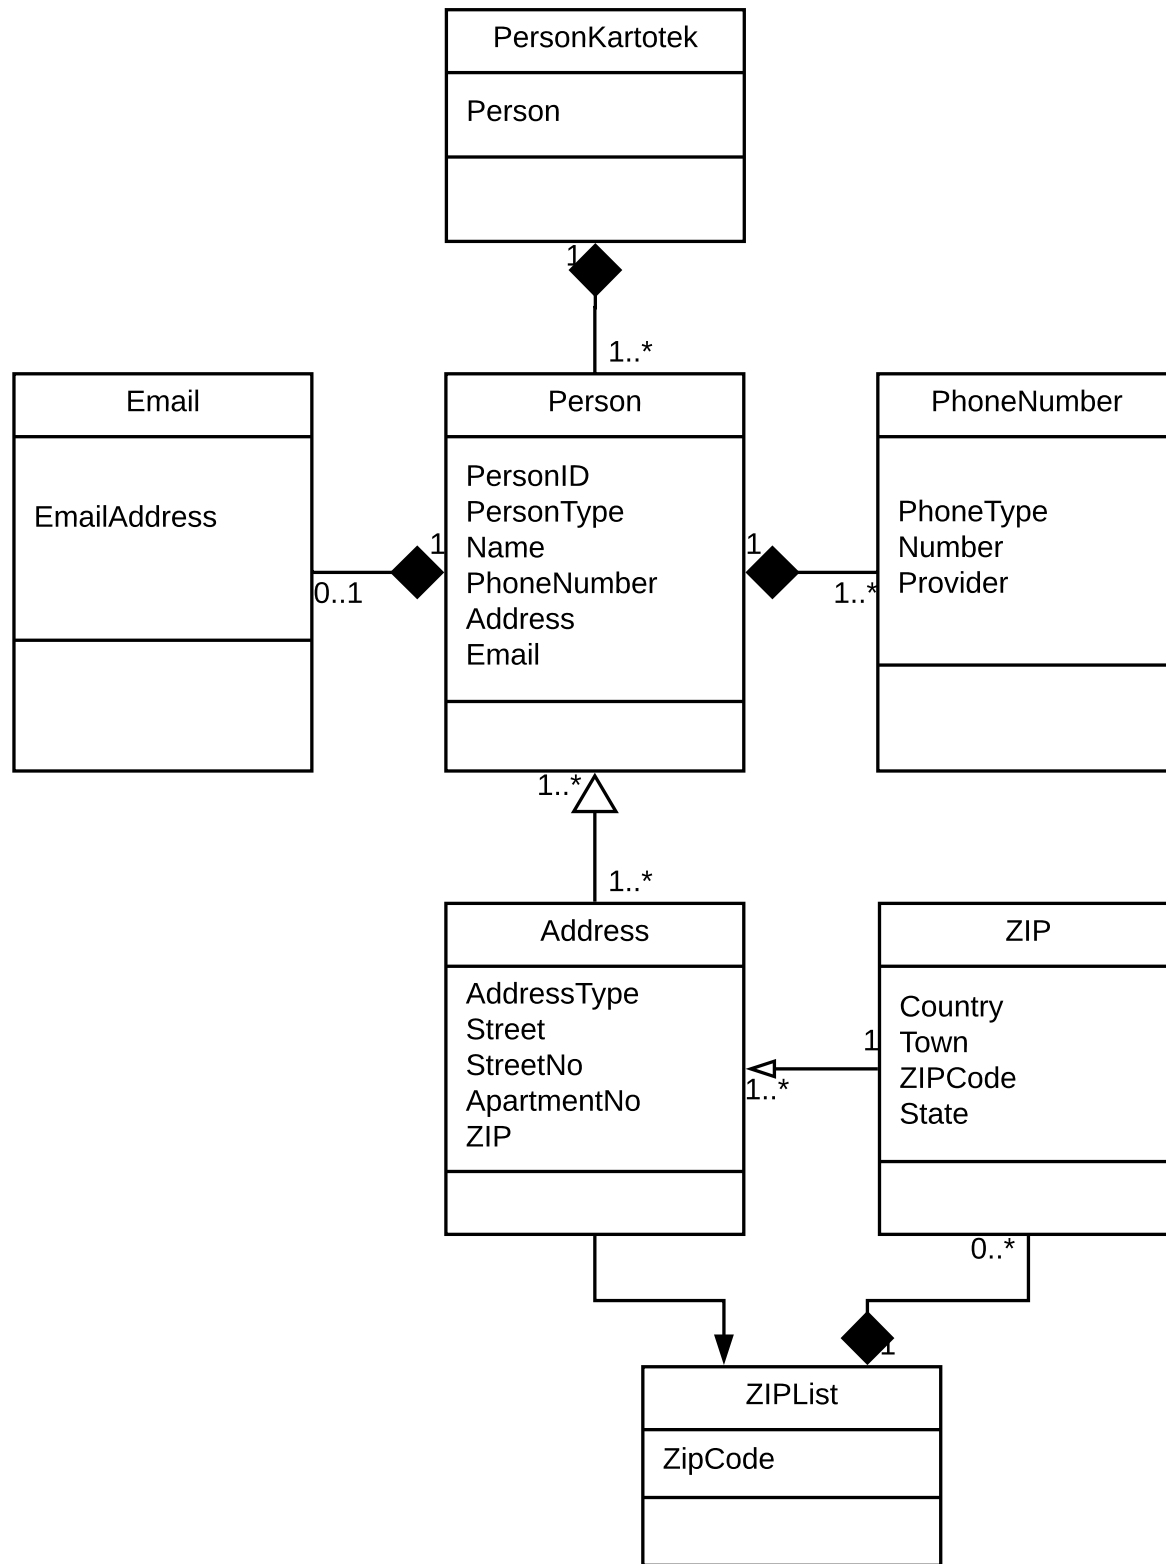 PersonKartotek
Person
1
1..*
Email
EmailAddress
0..1
1
Person
PersonID
PersonType
Name
PhoneNumber
Address
Email
1
1..*
PhoneNumber
PhoneType
Number
Provider
1..*
1..*
Address
AddressType
Street
StreetNo
ApartmentNo
ZIP
1
1..*
ZIP
Country
Town
ZIPCode
State
0..*
1
ZIPList
ZipCode